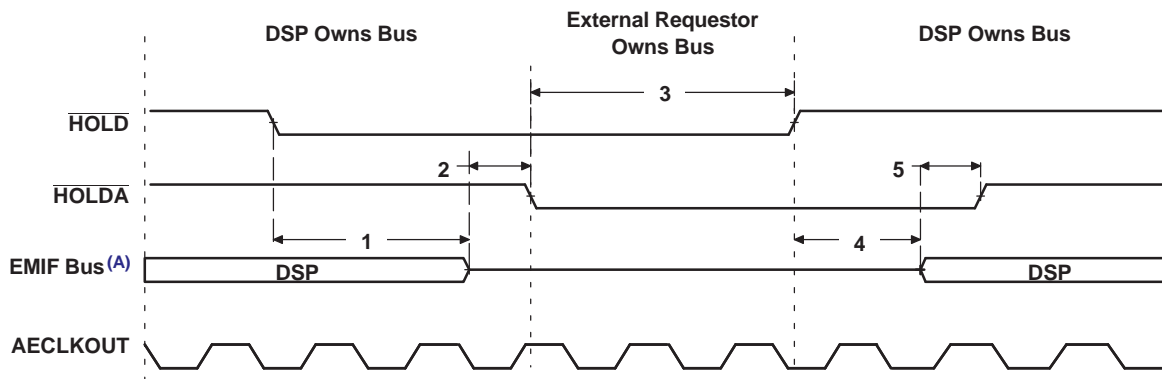 DSP Owns Bus
External Requestor
Owns Bus
DSP Owns Bus
3
HOLD
2
5
HOLDA
1
4
EMIF Bus(A)
DSP
DSP
AECLKOUT